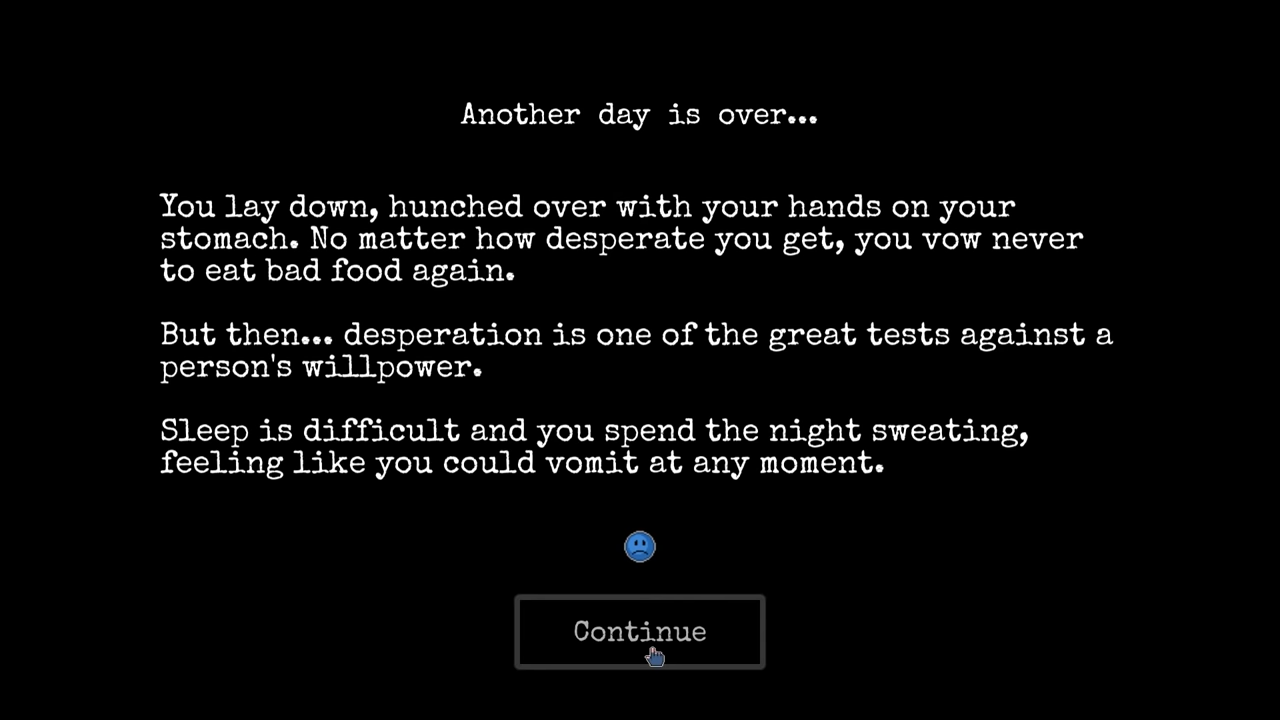 Another day is over...
You lay down, hunched over with your hands on your
stomach. No matter how desperate you get, you vow never
to eat bad food again.
But then... desperation is one of the great tests against a
person's willpower.
Sleep is difficult and you spend the night sweating,
feeling like you could vomit at any moment.
Continue